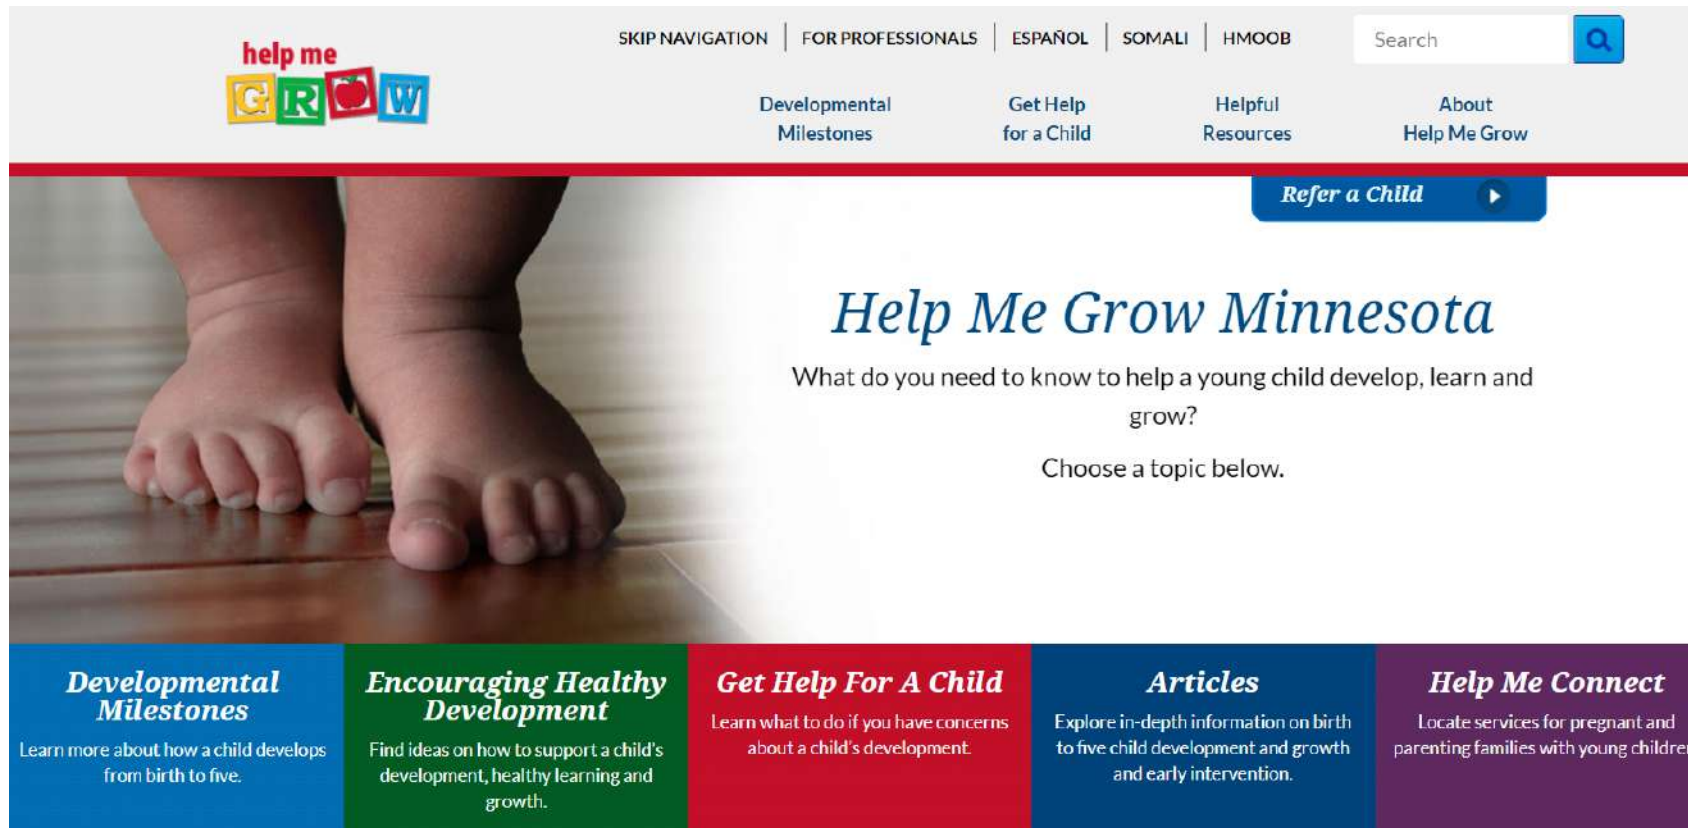 help me
GROW
SKIP NAVIGATION
FOR PROFESSIONALS
ESPAÑOL
SOMALI
HMOOB
Search
Developmental
Milestones
Get Help
for a Child
Helpful
Resources
About
Help Me Grow
Refer a Child
Help Me Grow Minnesota
What do you need to know to help a young child develop, learn and
grow?
Choose a topic below.
Developmental
Milestones
Learn more about how a child develops
from birth to five.
Encouraging Healthy
Development
Find ideas on how to support a child's
development, healthy learning and
growth.
Get Help For A Child
Learn what to do if you have concerns
about a child's development.
Articles
Explore in-depth information on birth
to five child development and growth
and early intervention.
Help Me Connect
Locate services for pregnant and
parenting families with young children